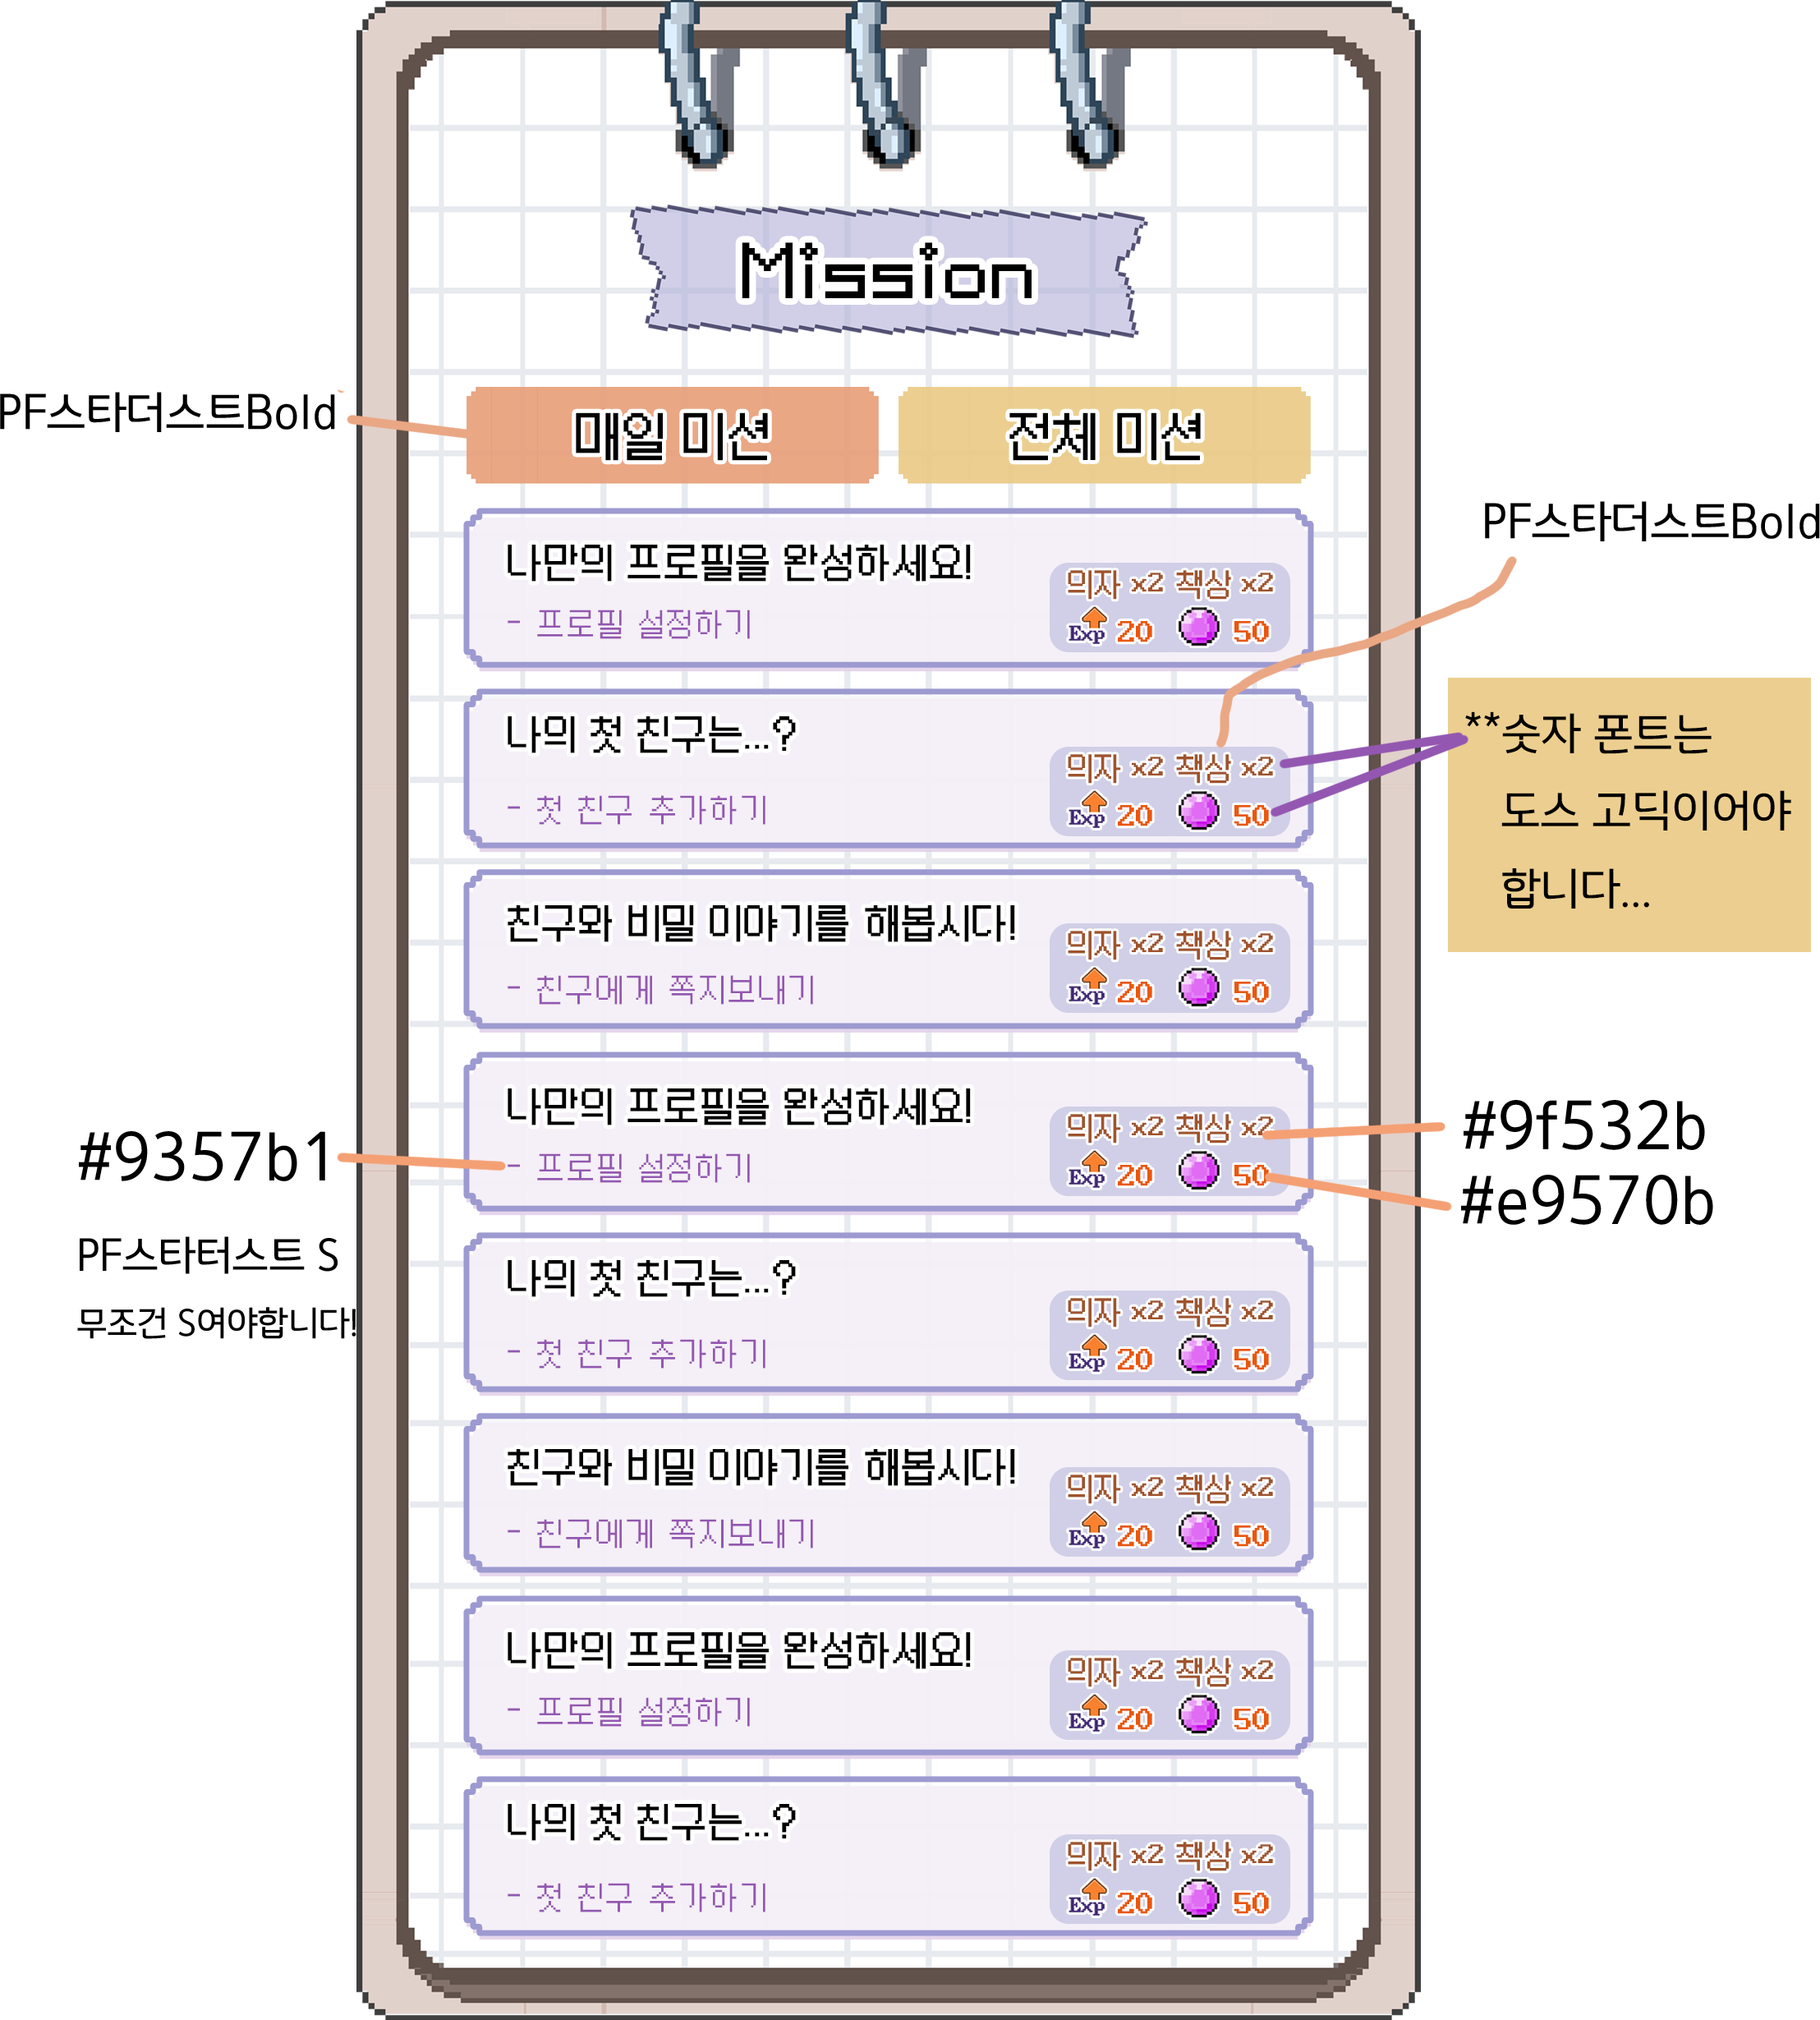 Mission
PF스타더스트Bold
매일 미션
전체 미션
PF스타더스트Bold
나만의 프로필을 완성하세요!
- 프로필 설정하기
의자 x2 책상 x2
Exp 20 50
나의 첫 친구는...?
- 첫 친구 추가하기
의자 x2 책상 x2
Exp 20 50
**숫자 폰트는
도스 고딕이어야
합니다...
친구와 비밀 이야기를 해봅시다!
- 친구에게 쪽지보내기
의자 x2 책상 x2
Exp 20 50
나만의 프로필을 완성하세요!
- 프로필 설정하기
의자 x2 책상 x2
Exp 20 50
#9357b1
PF스타터스트 S
무조건 S여야합니다!
#9f532b
#e9570b
나의 첫 친구는...?
- 첫 친구 추가하기
의자 x2 책상 x2
Exp 20 50
친구와 비밀 이야기를 해봅시다!
- 친구에게 쪽지보내기
의자 x2 책상 x2
Exp 20 50
나만의 프로필을 완성하세요!
- 프로필 설정하기
의자 x2 책상 x2
Exp 20 50
나의 첫 친구는...?
- 첫 친구 추가하기
의자 x2 책상 x2
Exp 20 50